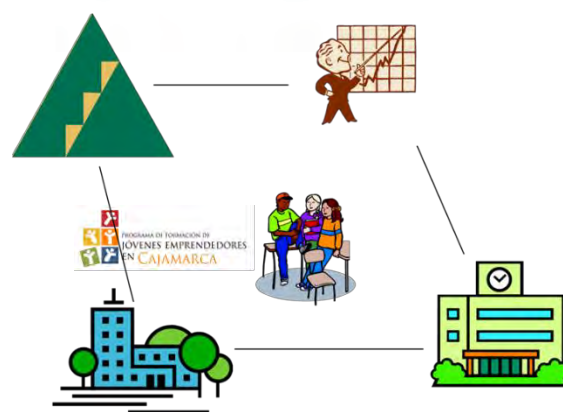 PROGRAMA DE FORMACIÓN DE
JÓVENES EMPRENDEDORES
EN CAJAMARCA